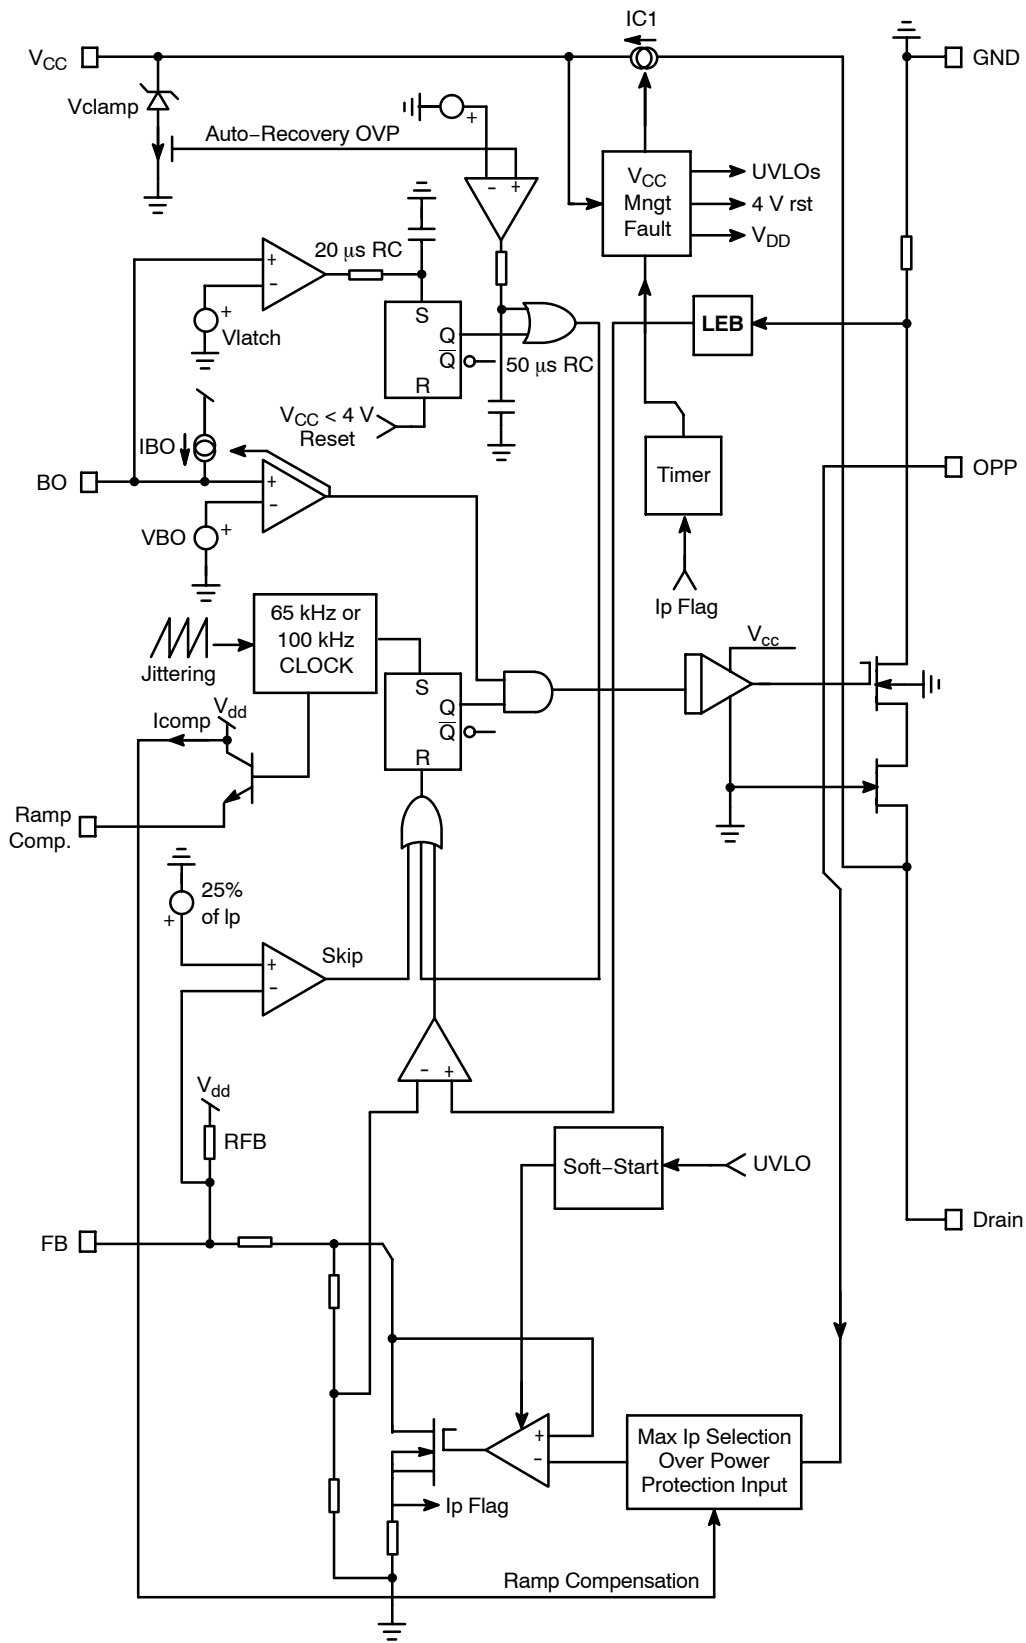 IC1
VCC
GND
Vclamp
+
Auto−Recovery OVP
− +
VCC
Mngt
Fault
UVLOs
4 V rst
VDD
20 μs RC
+
−
+
Vlatch
S
Q
Q
R
LEB
50 μs RC
VCC < 4 V
Reset
IBO
BO
+
−
VBO
+
Timer
OPP
Ip Flag
65 kHz or
100 kHz
CLOCK
Jittering
Vcc
S
Q
Q
R
Icomp
Vdd
Ramp
Comp.
25%
of Ip
+
Skip
+
−
− +
Vdd
RFB
Soft−Start
UVLO
Drain
FB
+
−
Max Ip Selection
Over Power
Protection Input
Ip Flag
Ramp Compensation